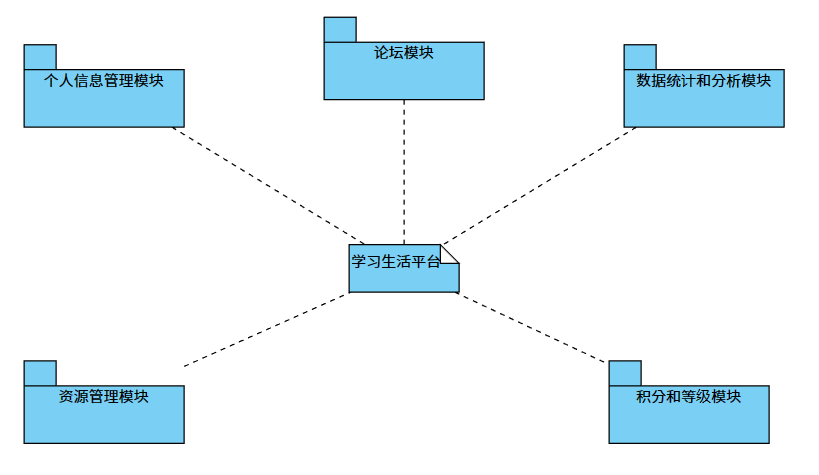 论坛模块
个人信息管理模块
数据统计和分析模块
学习生活平台
资源管理模块
积分和等级模块